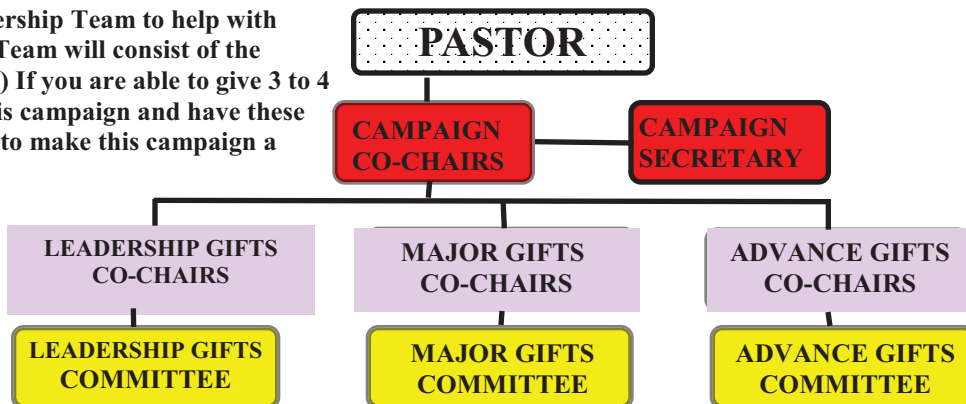 ership Team to help with
Team will consist of the
) If you are able to give 3 to 4
is campaign and have these
to make this campaign a
PASTOR
CAMPAIGN
CO-CHAIRS
CAMPAIGN
SECRETARY
LEADERSHIP GIFTS
CO-CHAIRS
MAJOR GIFTS
CO-CHAIRS
ADVANCE GIFTS
CO-CHAIRS
LEADERSHIP GIFTS
COMMITTEE
MAJOR GIFTS
COMMITTEE
ADVANCE GIFTS
COMMITTEE